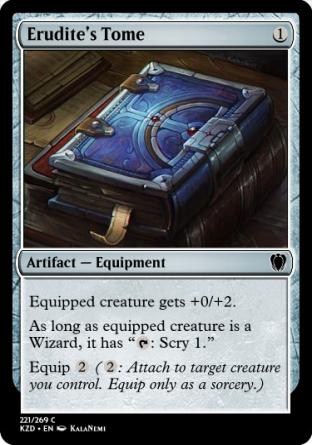 Erudite's Tome 1
Artifact — Equipment
Equipped creature gets +0/+2.
As long as equipped creature is a
Wizard, it has “T: Scry 1.”
Equip 2 ( 2 : Attach to target creature
you control. Equip only as a sorcery.)
221/269 C
KZD • EN KalaNemi